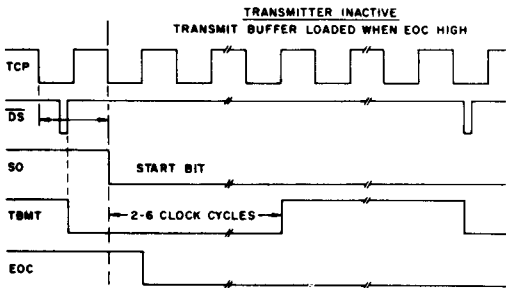 TRANSMITTER INACTIVE
TRANSMIT BUFFER LOADED WHEN EOC HIGH
TCP
DS
SO
START BIT
TBMT
2-6 CLOCK CYCLES
EOC